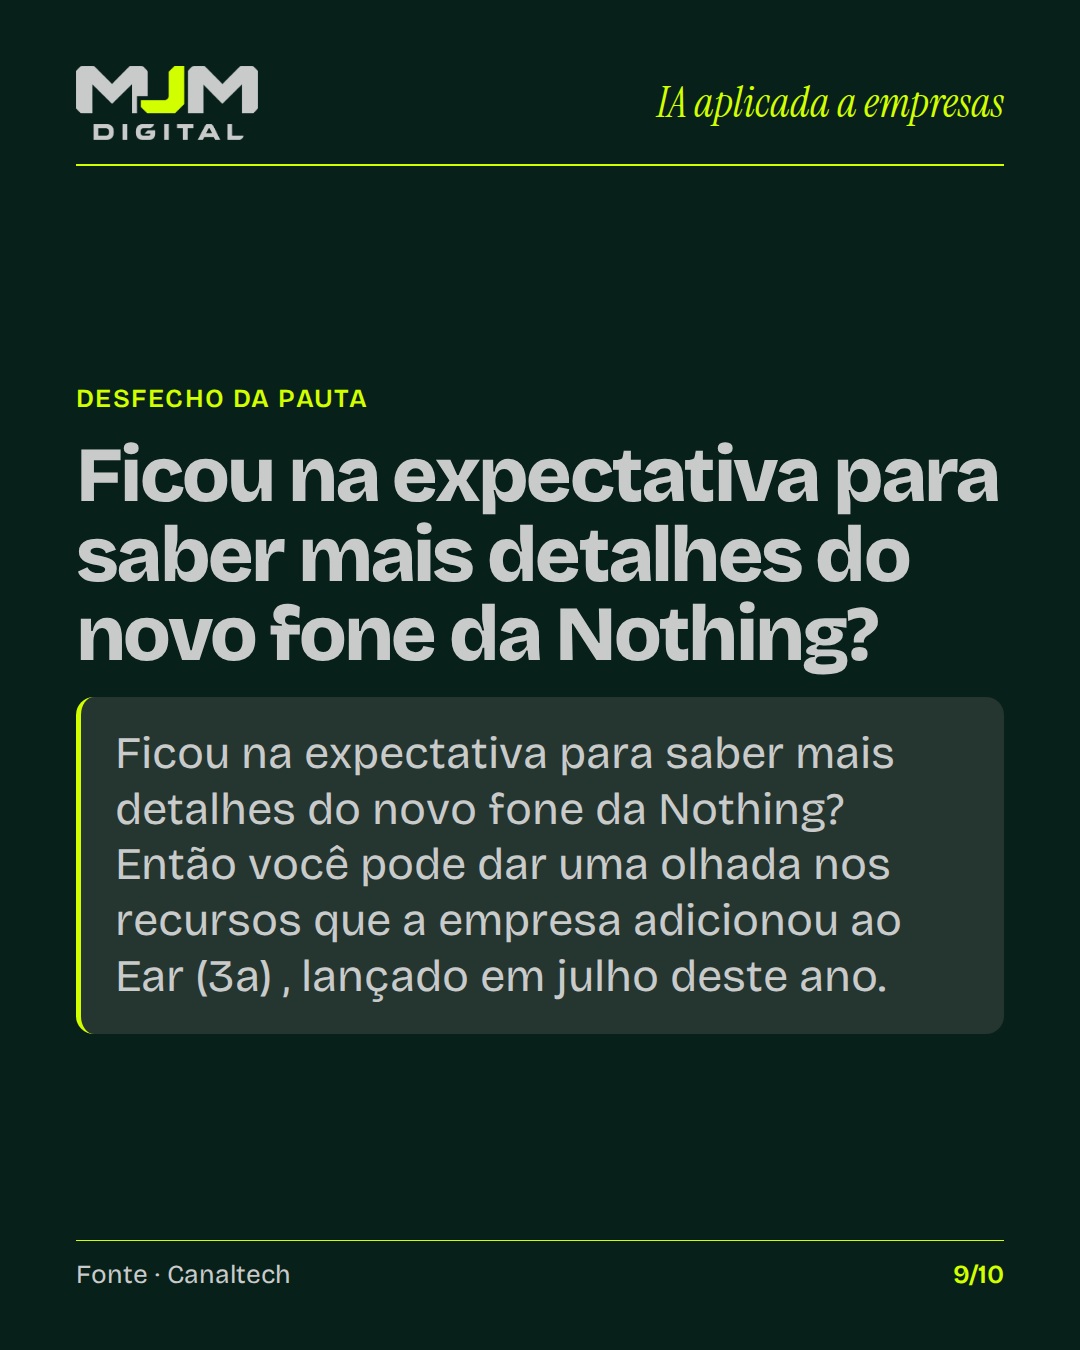 MJM
DIGITAL
IA aplicada a empresas
DESFECHO DA PAUTA
Ficou na expectativa para
saber mais detalhes do
novo fone da Nothing?
Ficou na expectativa para saber mais
detalhes do novo fone da Nothing?
Então você pode dar uma olhada nos
recursos que a empresa adicionou ao
Ear (3a) , lançado em julho deste ano.
Fonte · Canaltech
9/10